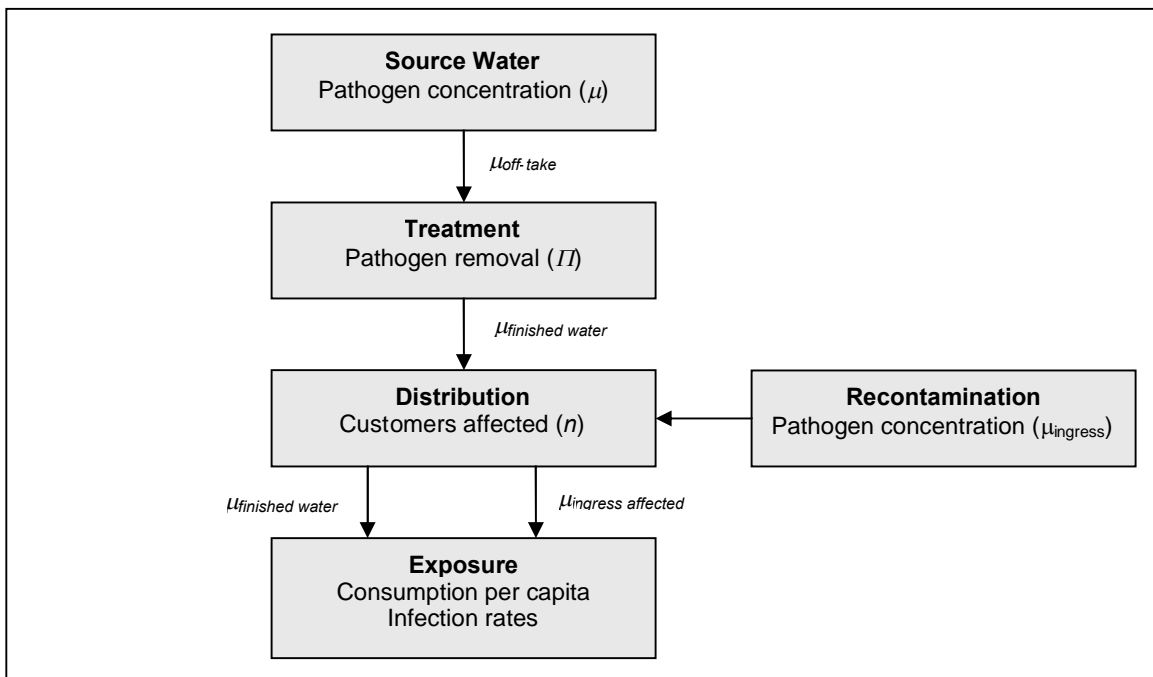 Source Water
Pathogen concentration (μ)
μoff-take
Treatment
Pathogen removal (Π)
μfinished water
Distribution
Customers affected (n)
Recontamination
Pathogen concentration (μingress)
μfinished water
μingress affected
Exposure
Consumption per capita
Infection rates